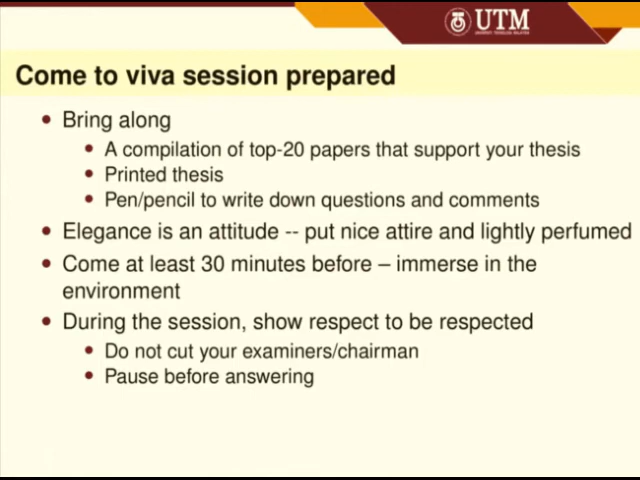 UTM
UNIVERSITI TEKNOLOGI MALAYSIA
Come to viva session prepared
• Bring along
• A compilation of top-20 papers that support your thesis
• Printed thesis
• Pen/pencil to write down questions and comments
• Elegance is an attitude -- put nice attire and lightly perfumed
• Come at least 30 minutes before – immerse in the
environment
• During the session, show respect to be respected
• Do not cut your examiners/chairman
• Pause before answering